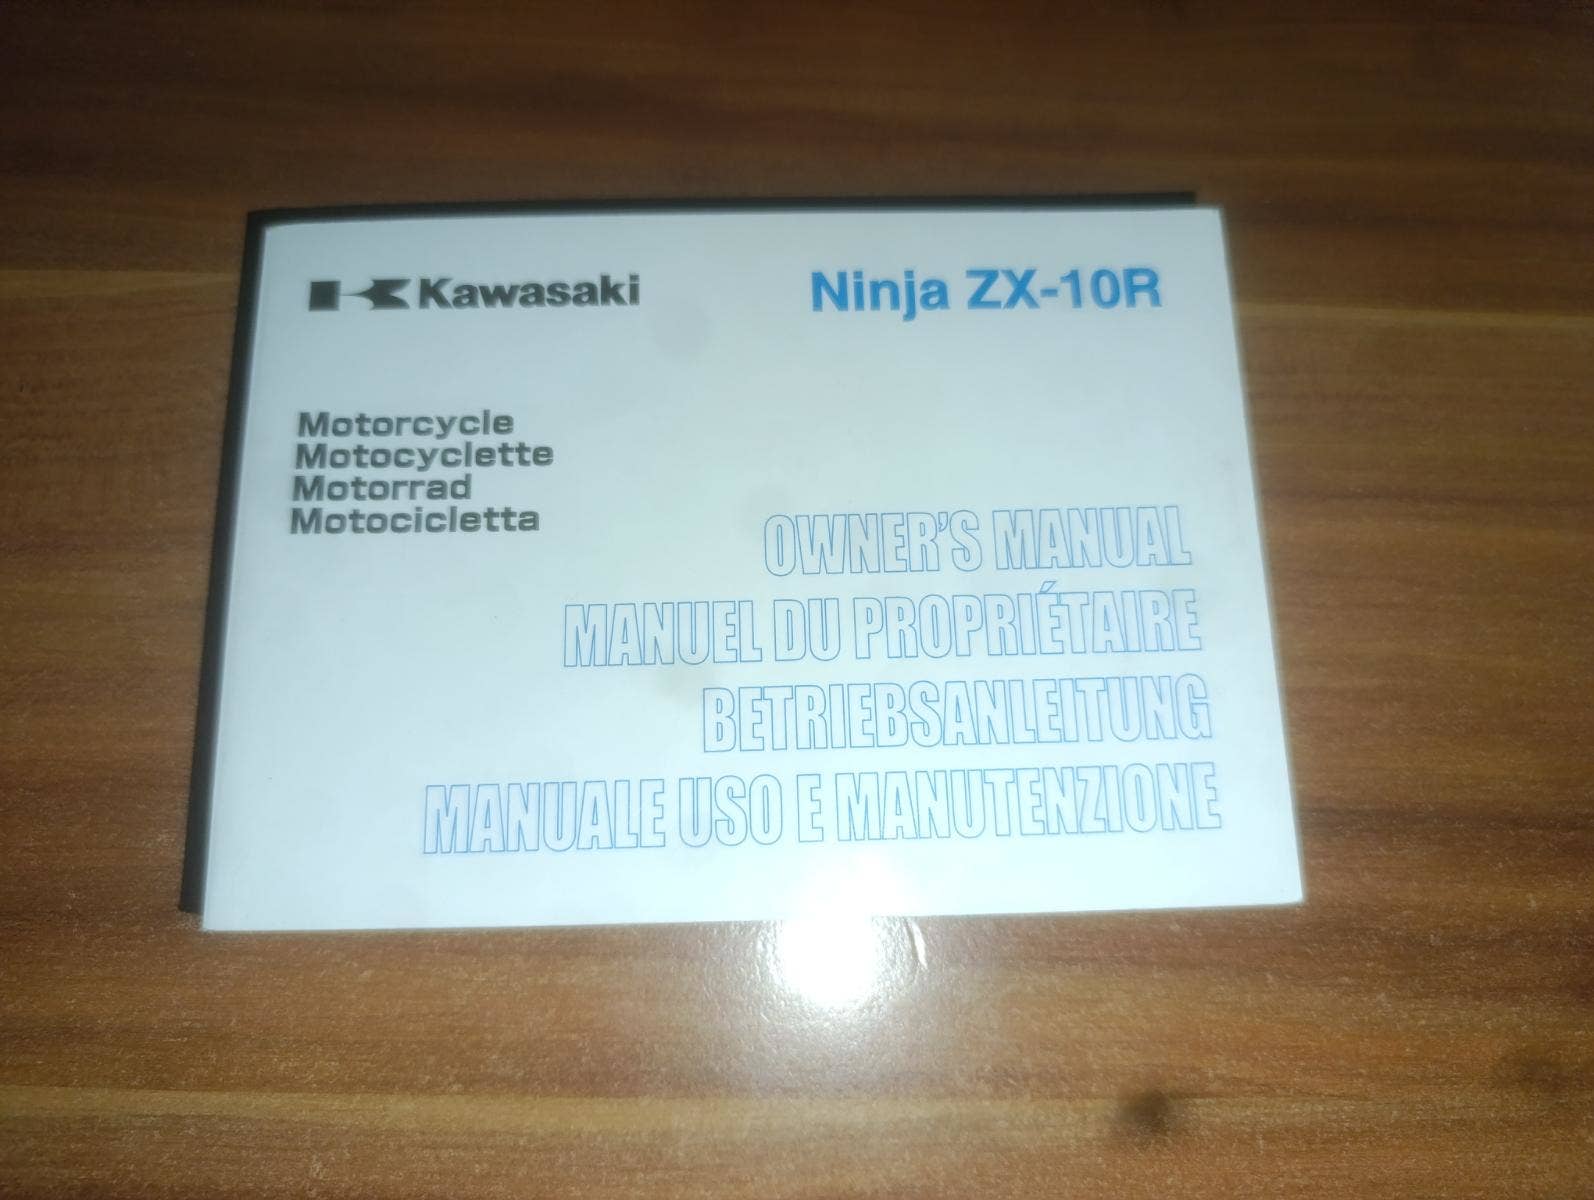 Kawasaki
Ninja ZX-10R
Motorcycle
Motocyclette
Motorrad
Motocicletta
OWNER'S MANUAL
MANUEL DU PROPRIÉTAIRE
BETRIEBSANLEITUNG
MANUALE USO E MANUTENZIONE